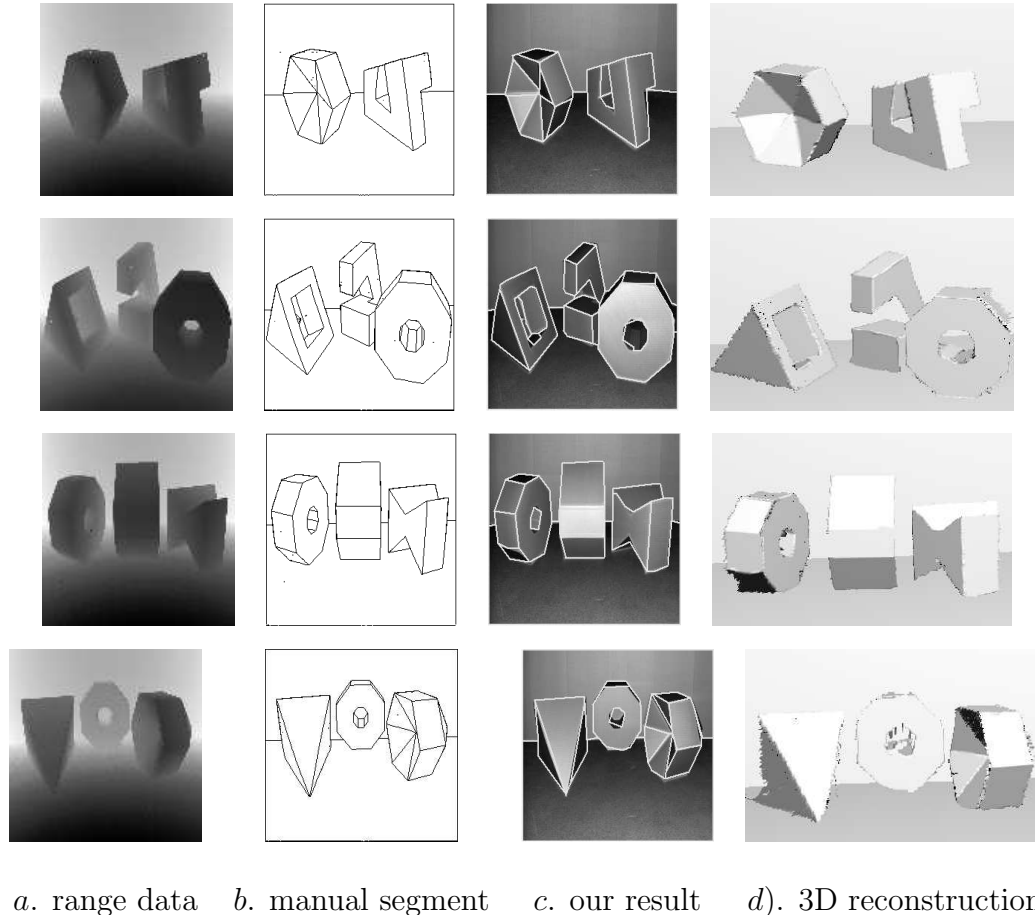 a. range data b. manual segment c. our result d). 3D reconstruction